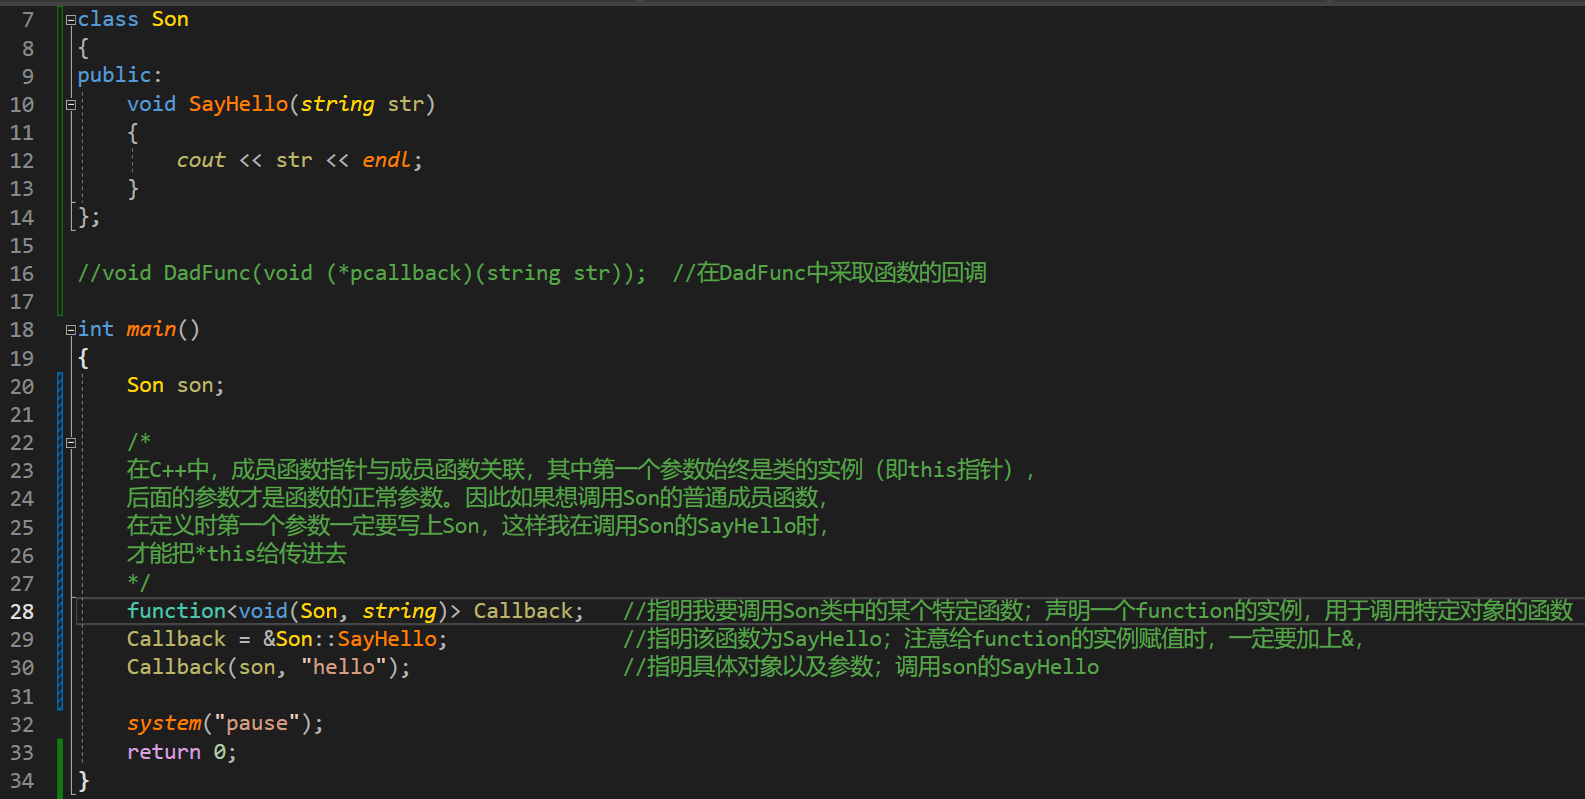 7 class Son
8 {
9 public:
10 void SayHello(string str)
11 {
12 cout << str << endl;
13 }
14 };
15
16 //void DadFunc(void (*pcallback)(string str)); //在DadFunc中采取函数的回调
17
18 int main()
19 {
20 Son son;
21
22 /*
23 在C++中，成员函数指针与成员函数关联，其中第一个参数始终是类的实例（即this指针），
24 后面的参数才是函数的正常参数。因此如果想调用Son的普通成员函数，
25 在定义时第一个参数一定要写上Son，这样我在调用Son的SayHello时，
26 才能把*this给传进去
27 */
28 function<void(Son, string)> Callback; //指明我要调用Son类中的某个特定函数；声明一个function的实例，用于调用特定对象的函数
29 Callback = &Son::SayHello; //指明该函数为SayHello；注意给function的实例赋值时，一定要加上&，
30 Callback(son, "hello"); //指明具体对象以及参数；调用son的SayHello
31
32 system("pause");
33 return 0;
34 }